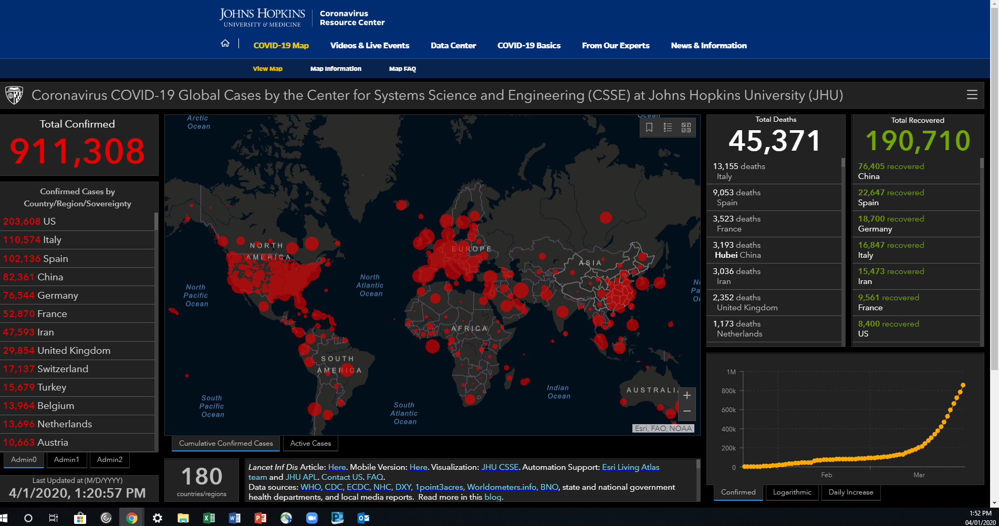 JOHNS HOPKINS
UNIVERSITY & MEDICINE
Coronavirus
Resource Center
COVID-19 Map
Videos & Live Events
Data Center
COVID-19 Basics
From Our Experts
News & Information
View Map
Map Information
Map FAQ
Coronavirus COVID-19 Global Cases by the Center for Systems Science and Engineering (CSSE) at Johns Hopkins University (JHU)
Total Confirmed
911,308
Confirmed Cases by
Country/Region/Sovereignty
203,608 US
110,574 Italy
102,136 Spain
82,361 China
76,544 Germany
52,870 France
47,593 Iran
29,854 United Kingdom
17,137 Switzerland
15,679 Turkey
13,964 Belgium
13,696 Netherlands
10,663 Austria
Admin0
Admin1
Admin2
Last Updated at (M/D/YYYY)
4/1/2020, 1:20:57 PM
Arctic
Ocean
Ocean
NORTH
AMERICA
EUROPE
ASIA
North
Atlantic
Ocean
North
Pacific
Ocean
AFRICA
SOUTH
AMERICA
Indian
Ocean
AUSTRALI
South
Pacific
Ocean
South
Atlantic
Ocean
N
Pa
O
+
−
Esri, FAO, NOAA
Cumulative Confirmed Cases
Active Cases
180
countries/regions
Lancet Inf Dis Article: Here. Mobile Version: Here. Visualization: JHU CSSE. Automation Support: Esri Living Atlas
team and JHU APL. Contact US. FAQ.
Data sources: WHO, CDC, ECDC, NHC, DXY, 1point3acres, Worldometers.info, BNO, state and national government
health departments, and local media reports. Read more in this blog.
Total Deaths
45,371
13,155 deaths
Italy
9,053 deaths
Spain
3,523 deaths
France
3,193 deaths
Hubei China
3,036 deaths
Iran
2,352 deaths
United Kingdom
1,173 deaths
Netherlands
Total Recovered
190,710
76,405 recovered
China
22,647 recovered
Spain
18,700 recovered
Germany
16,847 recovered
Italy
15,473 recovered
Iran
9,561 recovered
France
8,400 recovered
US
1M
800k
600k
400k
200k
0
Feb
Mar
Confirmed
Logarithmic
Daily Increase
1:52 PM
04/01/2020